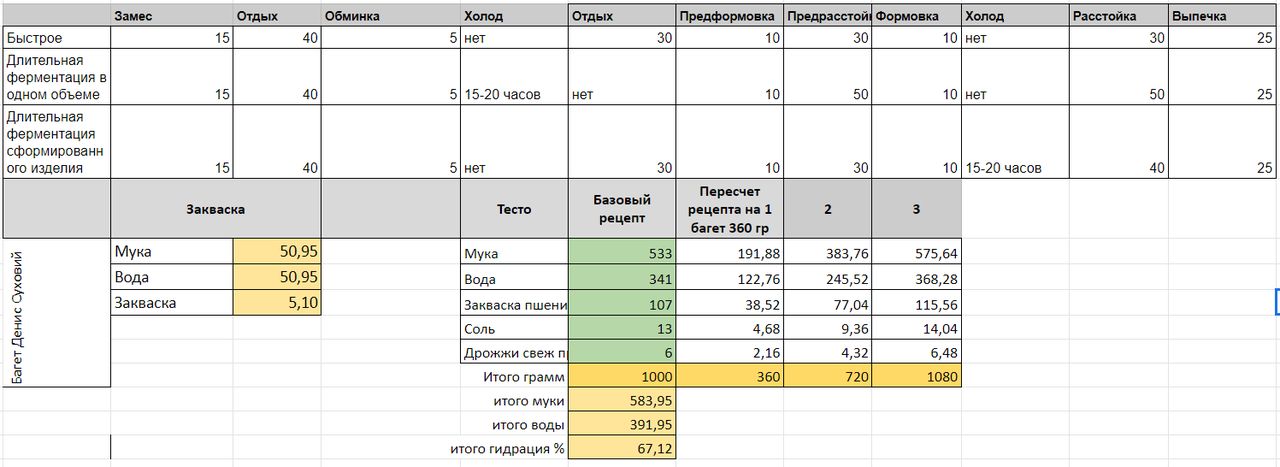 Замес Отдых Обминка Холод Отдых Предформовка Предрасстой Формовка Холод Расстойка Выпечка
Быстрое 15 40 5 нет 30 10 30 10 нет 30 25
Длительная
ферментация в
одном объеме 15 40 5 15-20 часов нет 10 50 10 нет 50 25
Длительная
ферментация
сформированн
ого изделия 15 40 5 нет 30 10 30 10 15-20 часов 40 25
Закваска Тесто Базовый рецепт Пересчет рецепта на 1 багет 360 гр 2 3
Багет Денис Суховий
Мука 50,95 Мука 533 191,88 383,76 575,64
Вода 50,95 Вода 341 122,76 245,52 368,28
Закваска 5,10 Закваска пшени 107 38,52 77,04 115,56
Соль 13 4,68 9,36 14,04
Дрожжи свеж п 6 2,16 4,32 6,48
Итого грамм 1000 360 720 1080
итого муки 583,95
итого воды 391,95
итого гидрация % 67,12